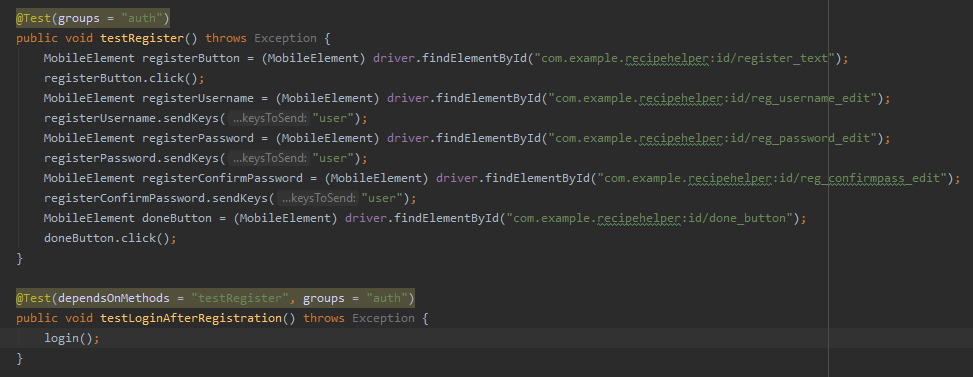 @Test(groups = "auth")
public void testRegister() throws Exception {
MobileElement registerButton = (MobileElement) driver.findElementById("com.example.recipehelper:id/register_text");
registerButton.click();
MobileElement registerUsername = (MobileElement) driver.findElementById("com.example.recipehelper:id/reg_username_edit");
registerUsername.sendKeys( ...keysToSend: "user");
MobileElement registerPassword = (MobileElement) driver.findElementById("com.example.recipehelper:id/reg_password_edit");
registerPassword.sendKeys( ...keysToSend: "user");
MobileElement registerConfirmPassword = (MobileElement) driver.findElementById("com.example.recipehelper:id/reg_confirmpass_edit");
registerConfirmPassword.sendKeys( ...keysToSend: "user");
MobileElement doneButton = (MobileElement) driver.findElementById("com.example.recipehelper:id/done_button");
doneButton.click();
}
@Test(dependsOnMethods = "testRegister", groups = "auth")
public void testLoginAfterRegistration() throws Exception {
login();
}